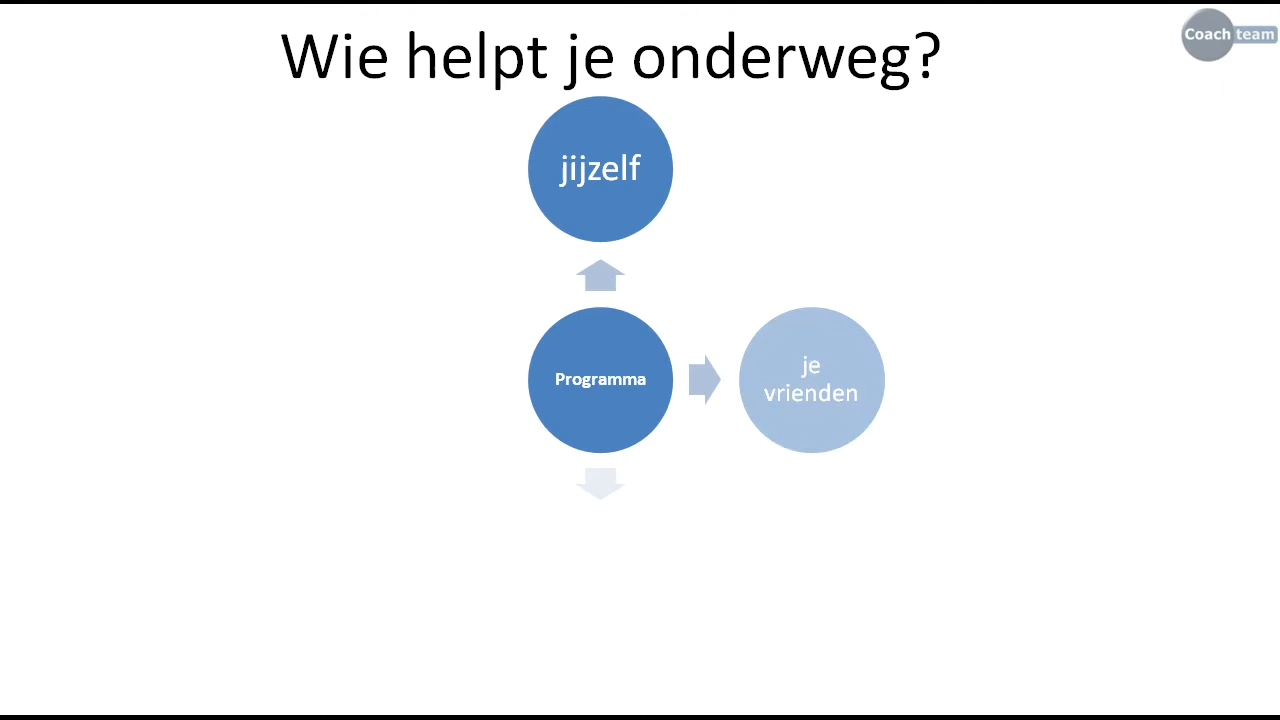 Wie helpt je onderweg?
Coach team
jijzelf
Programma
je
vrienden